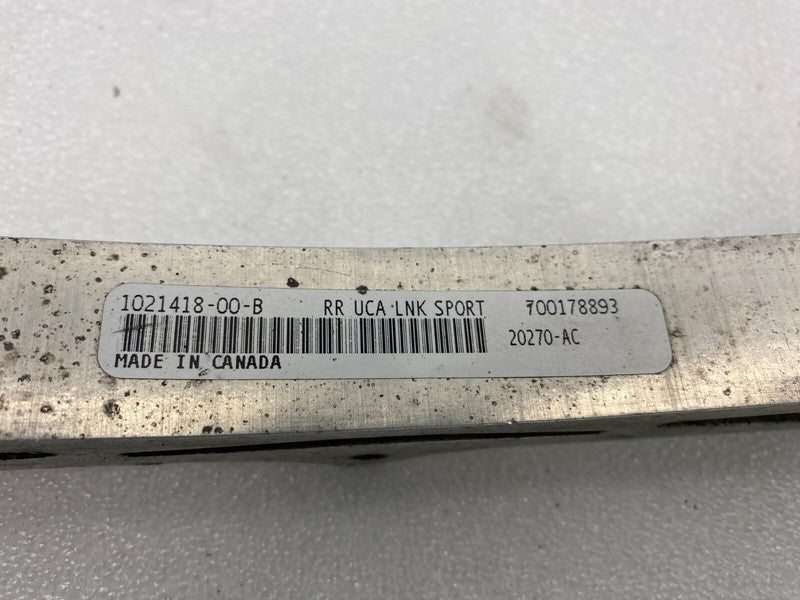 1021418-00-B RR UCA LNK SPORT 700178893
20270-AC
MADE IN CANADA